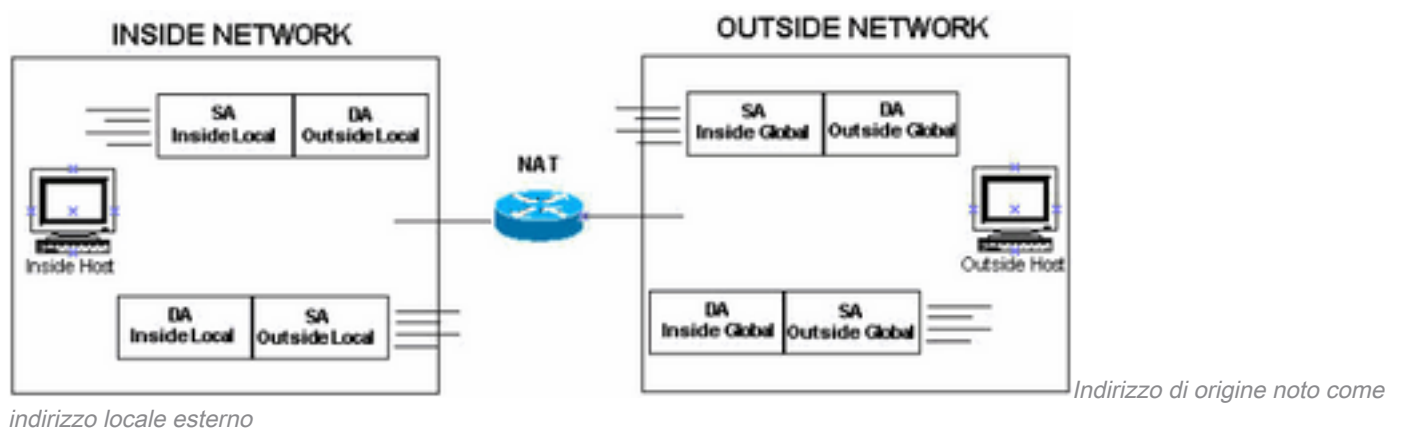 INSIDE NETWORK
OUTSIDE NETWORK
SA
Inside Local
DA
Outside Local
SA
Inside Global
DA
Outside Global
NAT
Inside Host
Outside Host
DA
Inside Local
SA
Outside Local
DA
Inside Global
SA
Outside Global
Indirizzo di origine noto come
indirizzo locale esterno